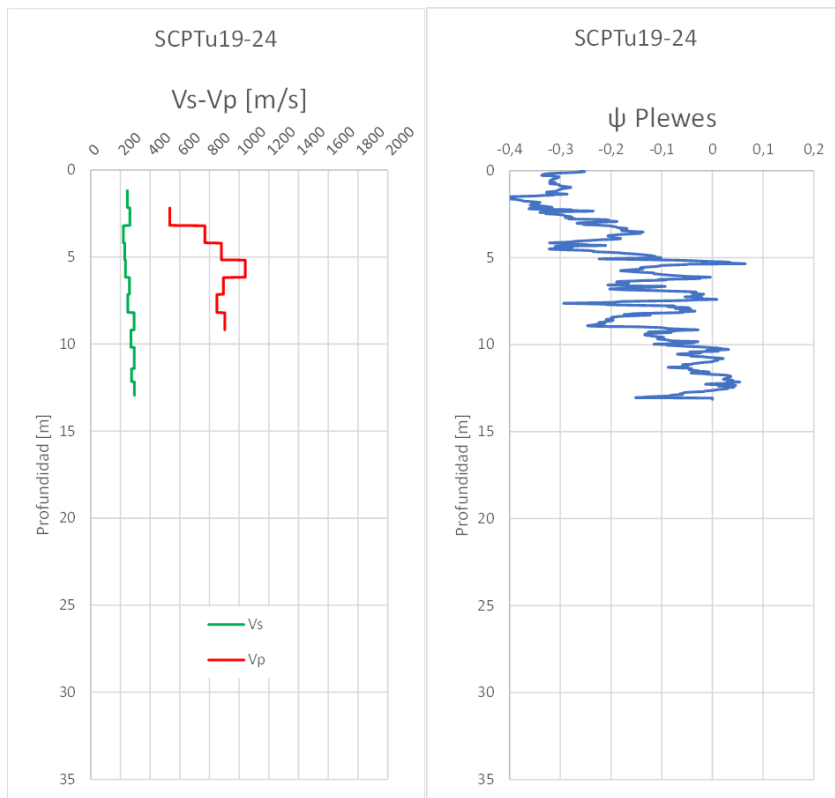 SCPTu19-24
Vs-Vp [m/s]
0 200 400 600 800 1000 1200 1400 1600 1800 2000
0
5
10
15
20
25
30
35
Profundidad [m]
Vs
Vp
SCPTu19-24
ψ Plewes
-0,4 -0,3 -0,2 -0,1 0 0,1 0,2
0
5
10
15
20
25
30
35
Profundidad [m]